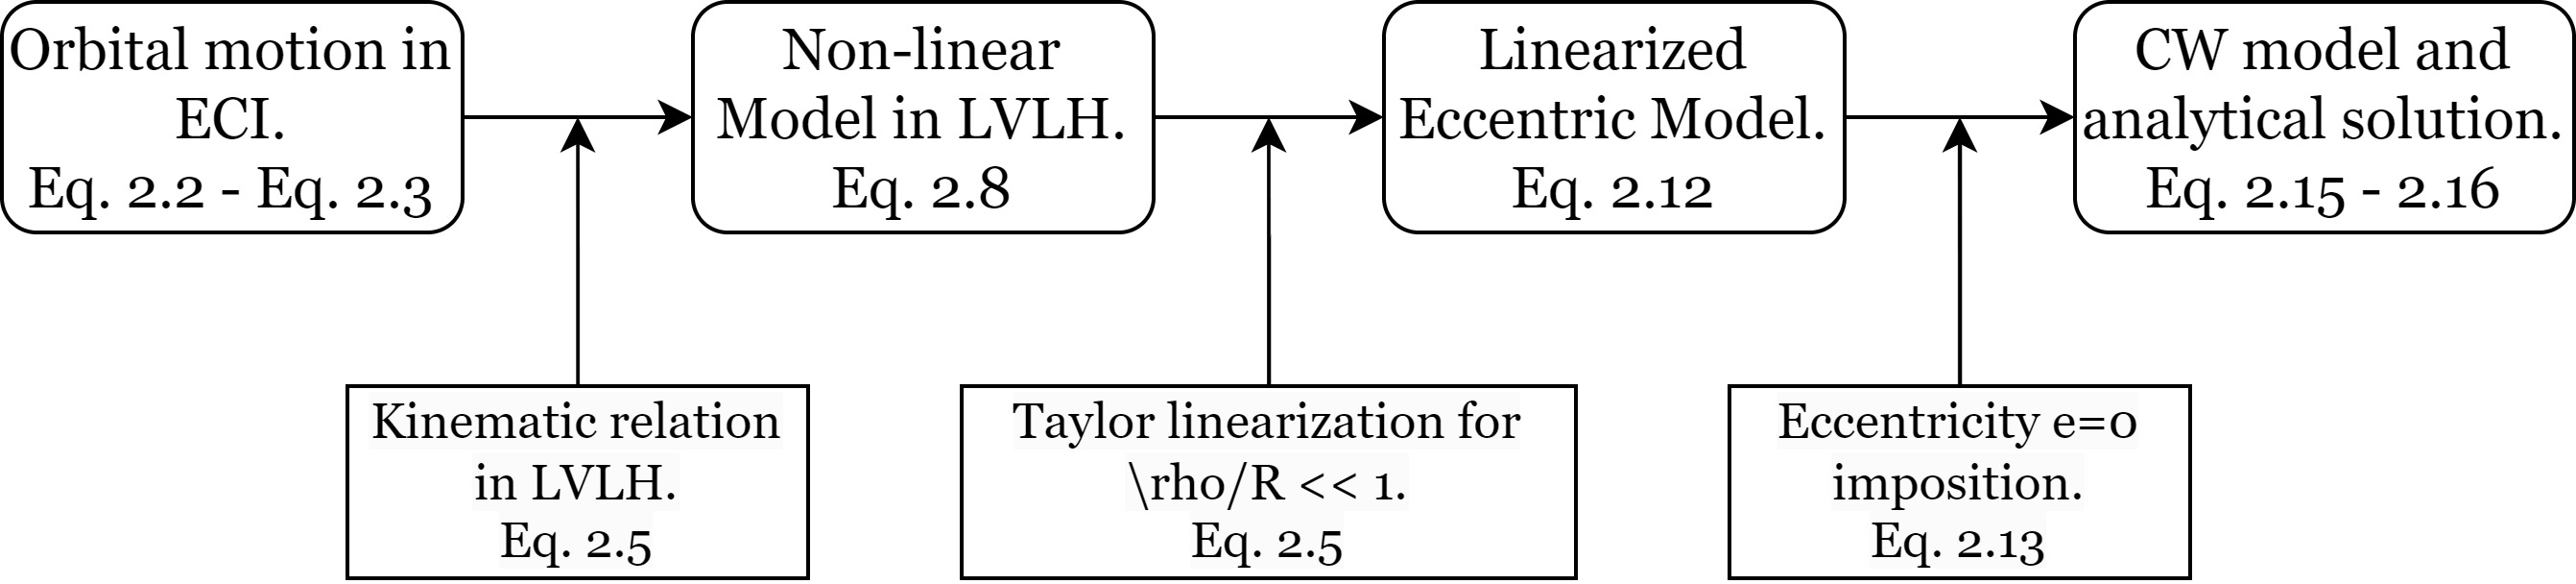 Orbital motion in
ECI.
Eq. 2.2 - Eq. 2.3
Non-linear
Model in LVLH.
Eq. 2.8
Linearized
Eccentric Model.
Eq. 2.12
CW model and
analytical solution.
Eq. 2.15 - 2.16
Kinematic relation
in LVLH.
Eq. 2.5
Taylor linearization for
\rho/R << 1.
Eq. 2.5
Eccentricity e=0
imposition.
Eq. 2.13